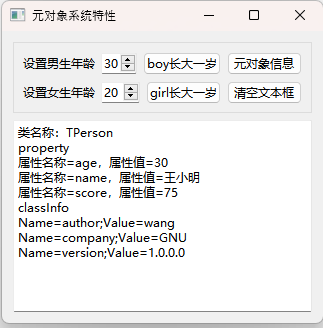 元对象系统特性
设置男生年龄 30 boy长大一岁 元对象信息
设置女生年龄 20 girl长大一岁 清空文本框
类名称：TPerson
property
属性名称=age，属性值=30
属性名称=name，属性值=王小明
属性名称=score，属性值=75
classInfo
Name=author;Value=wang
Name=company;Value=GNU
Name=version;Value=1.0.0.0